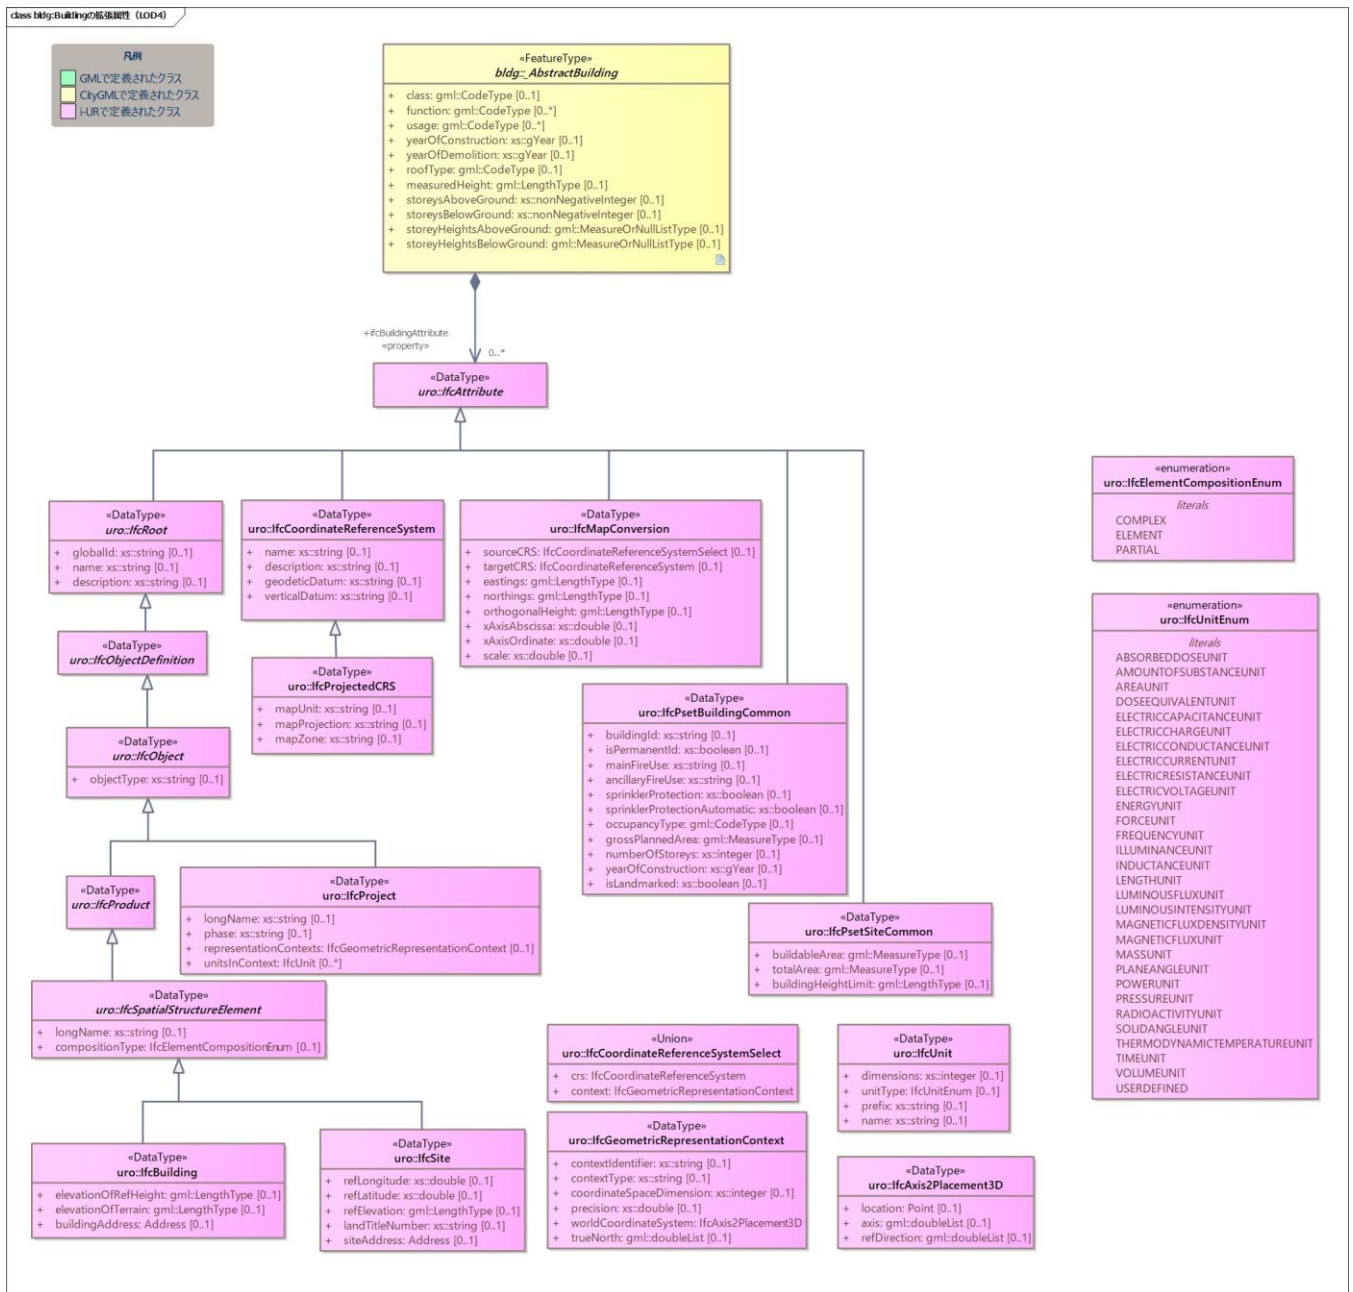 class bldg:Buildingの拡張属性（LOD4）
凡例
GMLで定義されたクラス
CityGMLで定義されたクラス
i-URで定義されたクラス
«FeatureType»
bldg::_AbstractBuilding
+ class: gml::CodeType [0..1]
+ function: gml::CodeType [0..*]
+ usage: gml::CodeType [0..*]
+ yearOfConstruction: xs::gYear [0..1]
+ yearOfDemolition: xs::gYear [0..1]
+ roofType: gml::CodeType [0..1]
+ measuredHeight: gml::LengthType [0..1]
+ storeysAboveGround: xs::nonNegativeInteger [0..1]
+ storeysBelowGround: xs::nonNegativeInteger [0..1]
+ storeyHeightsAboveGround: gml::MeasureOrNullListType [0..1]
+ storeyHeightsBelowGround: gml::MeasureOrNullListType [0..1]
+ifcBuildingAttribute
«property»
0..*
«DataType»
uro::IfcAttribute
«DataType»
uro::IfcRoot
+ globalId: xs::string [0..1]
+ name: xs::string [0..1]
+ description: xs::string [0..1]
«DataType»
uro::IfcCoordinateReferenceSystem
+ name: xs::string [0..1]
+ description: xs::string [0..1]
+ geodeticDatum: xs::string [0..1]
+ verticalDatum: xs::string [0..1]
«DataType»
uro::IfcMapConversion
+ sourceCRS: IfcCoordinateReferenceSystemSelect [0..1]
+ targetCRS: IfcCoordinateReferenceSystem [0..1]
+ eastings: gml::LengthType [0..1]
+ northings: gml::LengthType [0..1]
+ orthogonalHeight: gml::LengthType [0..1]
+ xAxisAbscissa: xs::double [0..1]
+ xAxisOrdinate: xs::double [0..1]
+ scale: xs::double [0..1]
«DataType»
uro::IfcObjectDefinition
«DataType»
uro::IfcProjectedCRS
+ mapUnit: xs::string [0..1]
+ mapProjection: xs::string [0..1]
+ mapZone: xs::string [0..1]
«DataType»
uro::IfcObject
+ objectType: xs::string [0..1]
«DataType»
uro::IfcPsetBuildingCommon
+ buildingId: xs::string [0..1]
+ isPermanentId: xs::boolean [0..1]
+ mainFireUse: xs::string [0..1]
+ ancillaryFireUse: xs::string [0..1]
+ sprinklerProtection: xs::boolean [0..1]
+ sprinklerProtectionAutomatic: xs::boolean [0..1]
+ occupancyType: gml::CodeType [0..1]
+ grossPlannedArea: gml::MeasureType [0..1]
+ numberOfStoreys: xs::integer [0..1]
+ yearOfConstruction: xs::gYear [0..1]
+ isLandmarked: xs::boolean [0..1]
«DataType»
uro::IfcProduct
«DataType»
uro::IfcProject
+ longName: xs::string [0..1]
+ phase: xs::string [0..1]
+ representationContexts: IfcGeometricRepresentationContext [0..1]
+ unitsInContext: IfcUnit [0..*]
«DataType»
uro::IfcPsetSiteCommon
+ buildableArea: gml::MeasureType [0..1]
+ totalArea: gml::MeasureType [0..1]
+ buildingHeightLimit: gml::LengthType [0..1]
«DataType»
uro::IfcSpatialStructureElement
+ longName: xs::string [0..1]
+ compositionType: IfcElementCompositionEnum [0..1]
«DataType»
uro::IfcBuilding
+ elevationOfRefHeight: gml::LengthType [0..1]
+ elevationOfTerrain: gml::LengthType [0..1]
+ buildingAddress: Address [0..1]
«DataType»
uro::IfcSite
+ refLongitude: xs::double [0..1]
+ refLatitude: xs::double [0..1]
+ refElevation: gml::LengthType [0..1]
+ landTitleNumber: xs::string [0..1]
+ siteAddress: Address [0..1]
«Union»
uro::IfcCoordinateReferenceSystemSelect
+ crs: IfcCoordinateReferenceSystem
+ context: IfcGeometricRepresentationContext
«DataType»
uro::IfcGeometricRepresentationContext
+ contextIdentifier: xs::string [0..1]
+ contextType: xs::string [0..1]
+ coordinateSpaceDimension: xs::integer [0..1]
+ precision: xs::double [0..1]
+ worldCoordinateSystem: IfcAxis2Placement3D
+ trueNorth: gml::doubleList [0..1]
«DataType»
uro::IfcUnit
+ dimensions: xs::integer [0..1]
+ unitType: IfcUnitEnum [0..1]
+ prefix: xs::string [0..1]
+ name: xs::string [0..1]
«DataType»
uro::IfcAxis2Placement3D
+ location: Point [0..1]
+ axis: gml::doubleList [0..1]
+ refDirection: gml::doubleList [0..1]
«enumeration»
uro::IfcElementCompositionEnum
literals
COMPLEX
ELEMENT
PARTIAL
«enumeration»
uro::IfcUnitEnum
literals
ABSORBEDDOSEUNIT
AMOUNTOFSUBSTANCEUNIT
AREAUNIT
DOSEEQUIVALENTUNIT
ELECTRICCAPACITANCEUNIT
ELECTRICCHARGEUNIT
ELECTRICCONDUCTANCEUNIT
ELECTRICCURRENTUNIT
ELECTRICRESISTANCEUNIT
ELECTRICVOLTAGEUNIT
ENERGYUNIT
FORCEUNIT
FREQUENCYUNIT
ILLUMINANCEUNIT
INDUCTANCEUNIT
LENGTHUNIT
LUMINOUSFLUXUNIT
LUMINOUSINTENSITYUNIT
MAGNETICFLUXDENSITYUNIT
MAGNETICFLUXUNIT
MASSUNIT
PLANEANGLEUNIT
POWERUNIT
PRESSUREUNIT
RADIOACTIVITYUNIT
SOLIDANGLEUNIT
THERMODYNAMICTEMPERATUREUNIT
TIMEUNIT
VOLUMEUNIT
USERDEFINED